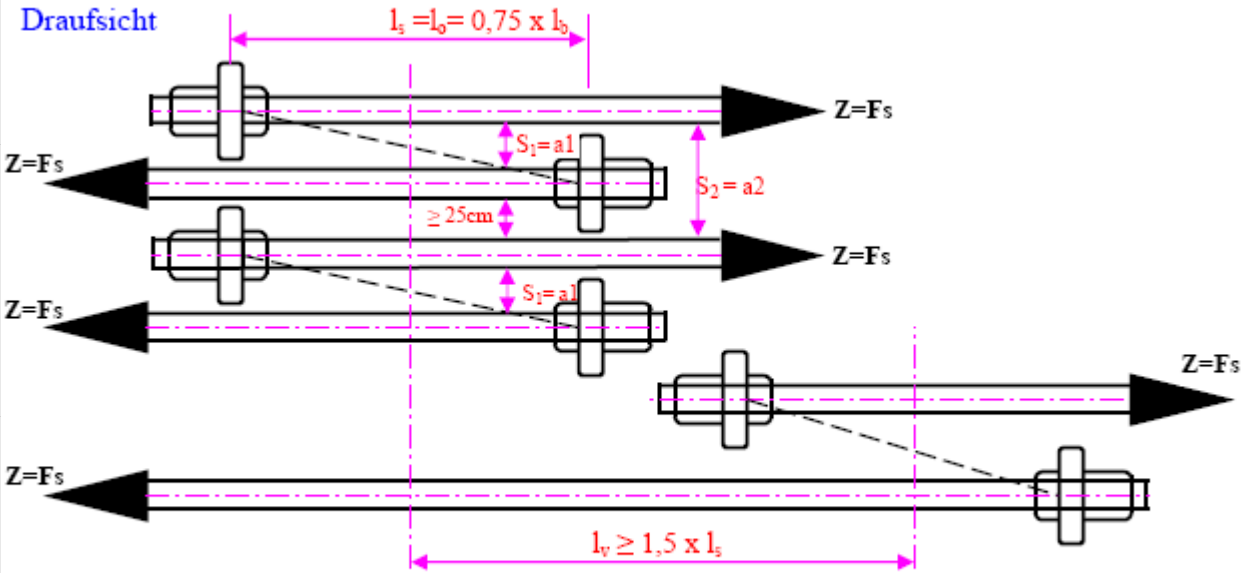 Draufsicht
lₛ =lₒ= 0,75 x l_b
Z=Fs
S₁=a1
Z=Fs
S₂ = a2
≥ 25cm
Z=Fs
S₁=a1
Z=Fs
Z=Fs
Z=Fs
lᵥ ≥ 1,5 x lₛ